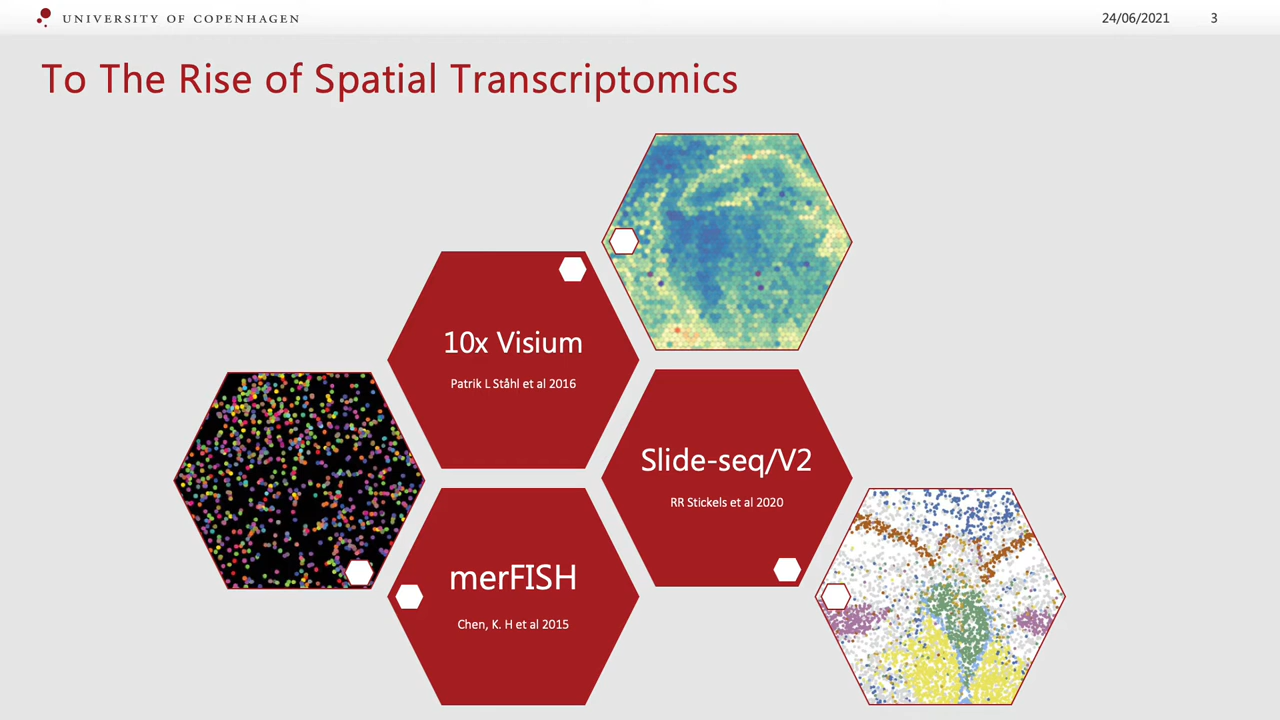 UNIVERSITY OF COPENHAGEN
24/06/2021
3
To The Rise of Spatial Transcriptomics
10x Visium
Patrik L Ståhl et al 2016
Slide-seq/V2
RR Stickels et al 2020
merFISH
Chen, K. H et al 2015